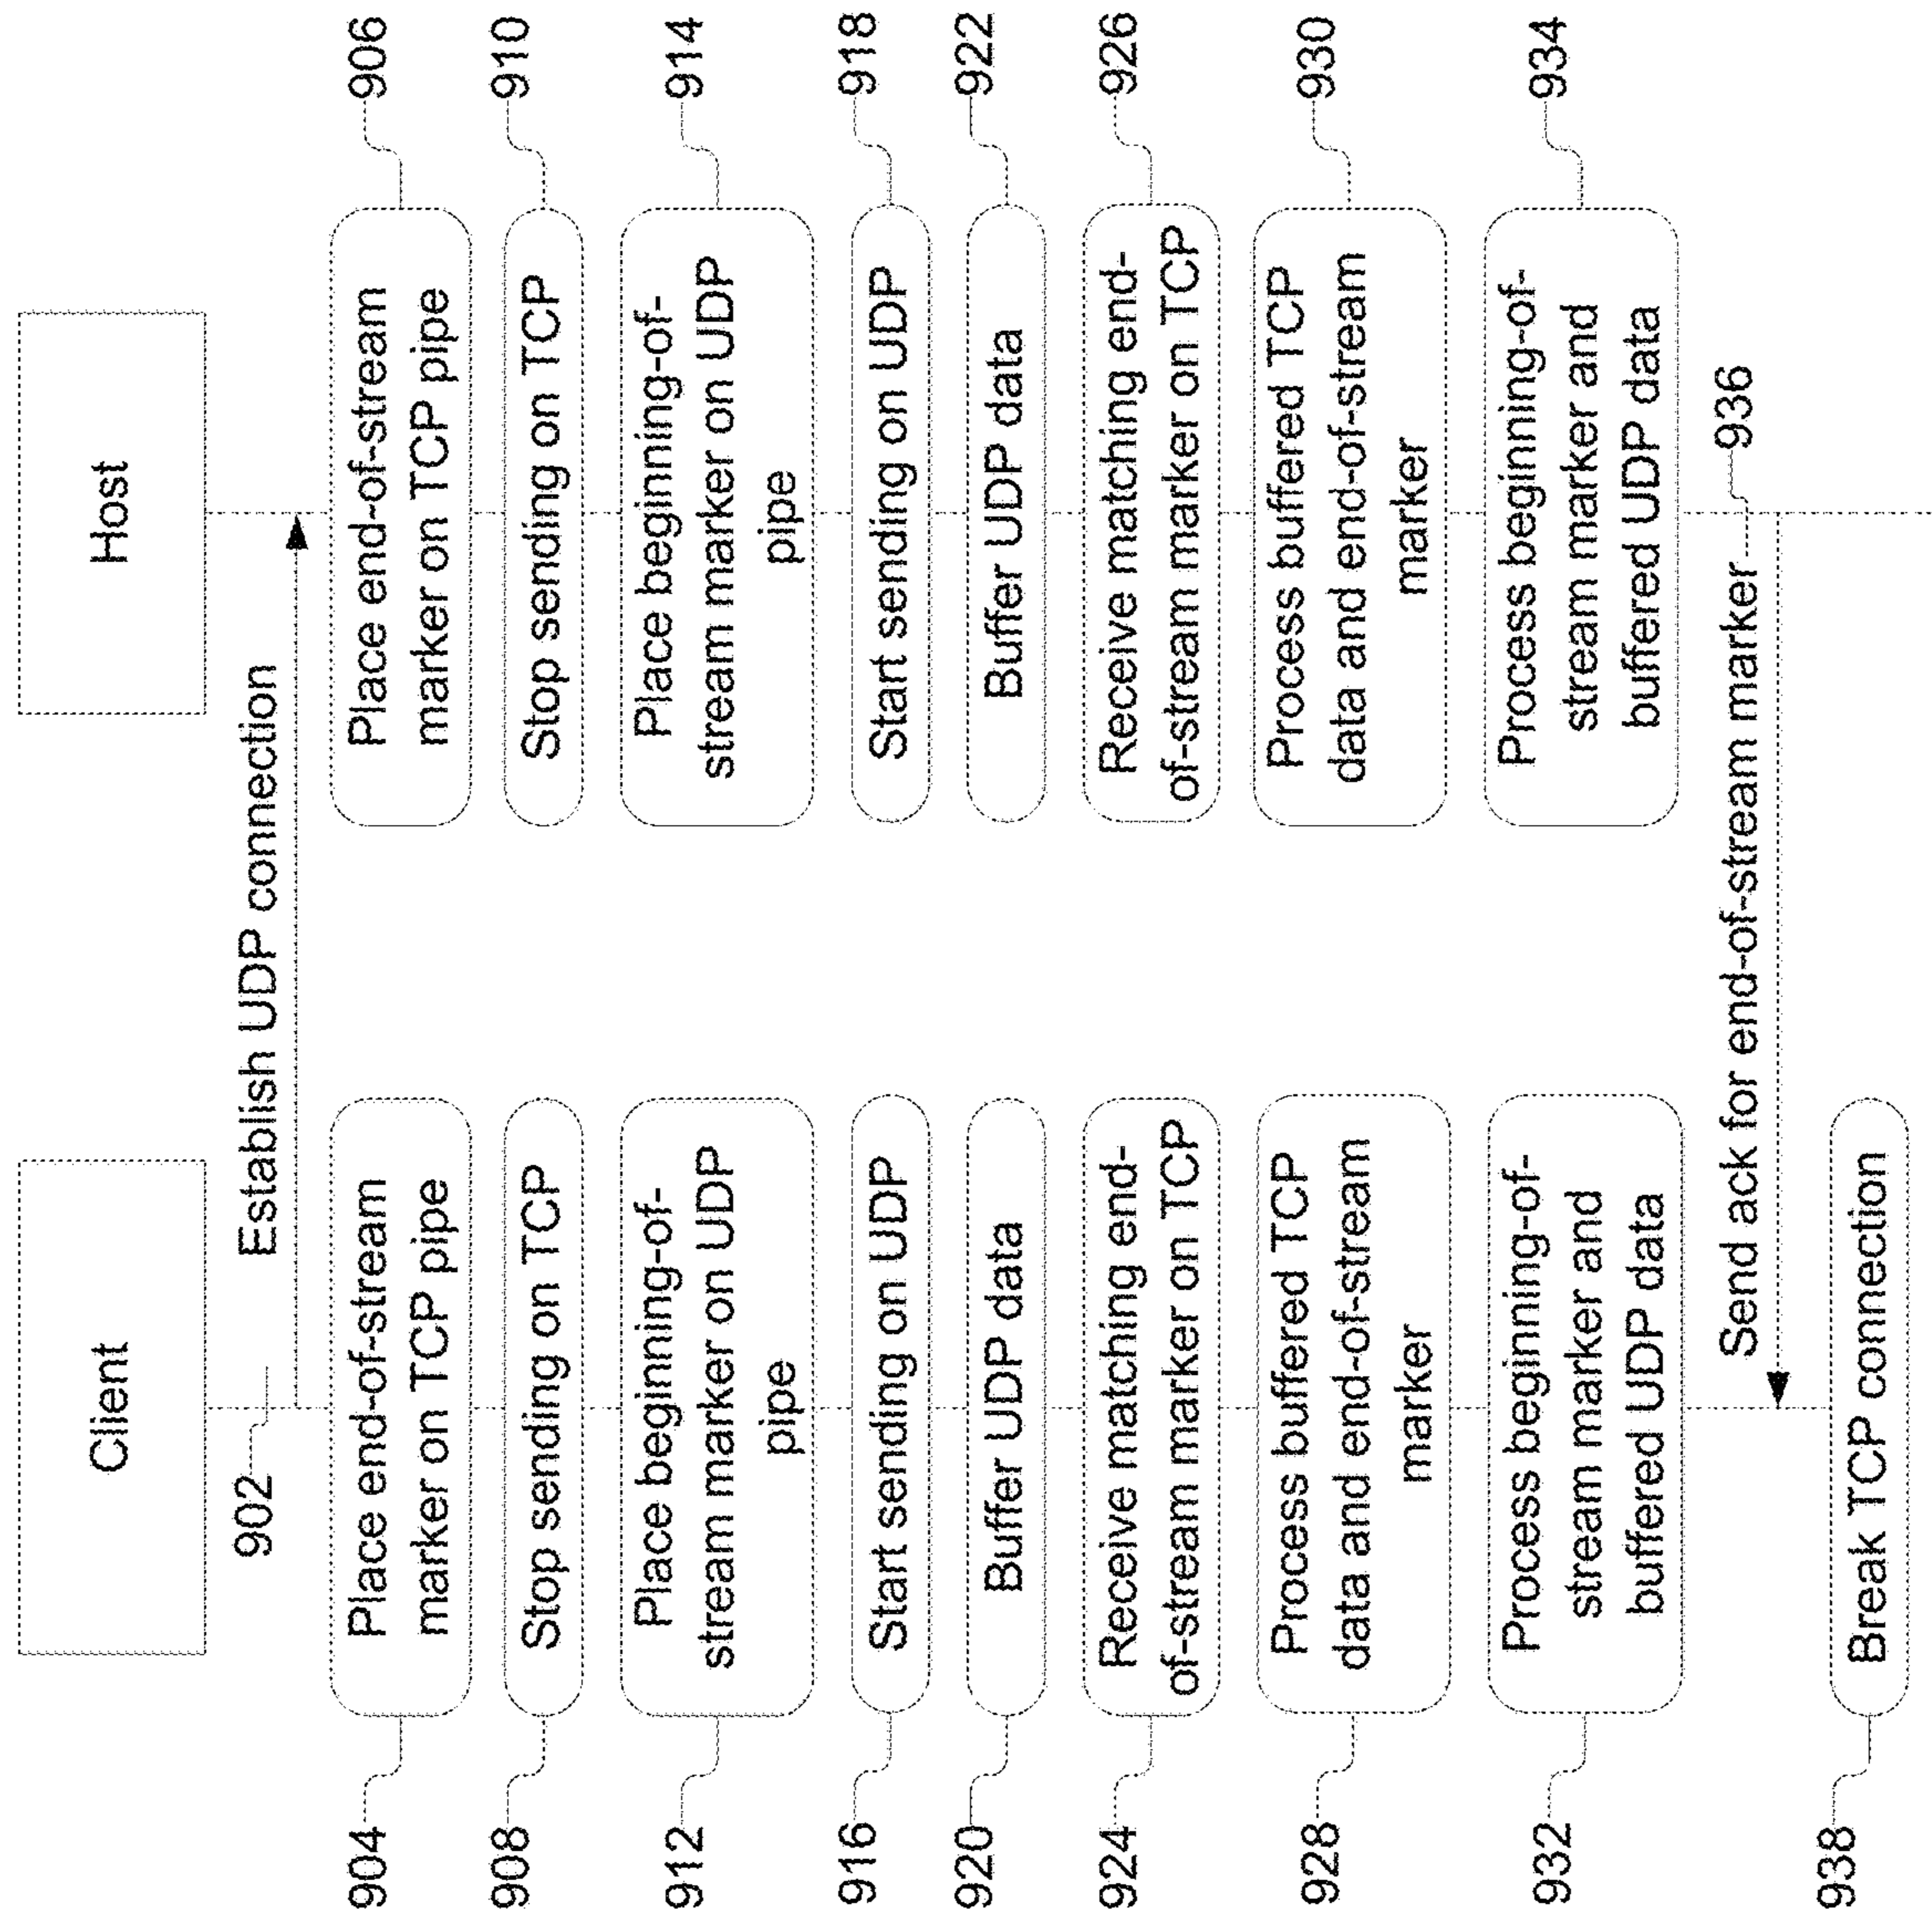 Client
Host
902
Establish UDP connection
904
Place end-of-stream
marker on TCP pipe
Place end-of-stream
marker on TCP pipe
906
908
Stop sending on TCP
Stop sending on TCP
910
912
Place beginning-of-
stream marker on UDP
pipe
Place beginning-of-
stream marker on UDP
pipe
914
916
Start sending on UDP
Start sending on UDP
918
920
Buffer UDP data
Buffer UDP data
922
924
Receive matching end-
of-stream marker on TCP
Receive matching end-
of-stream marker on TCP
926
928
Process buffered TCP
data and end-of-stream
marker
Process buffered TCP
data and end-of-stream
marker
930
932
Process beginning-of-
stream marker and
buffered UDP data
Process beginning-of-
stream marker and
buffered UDP data
934
Send ack for end-of-stream marker
936
938
Break TCP connection